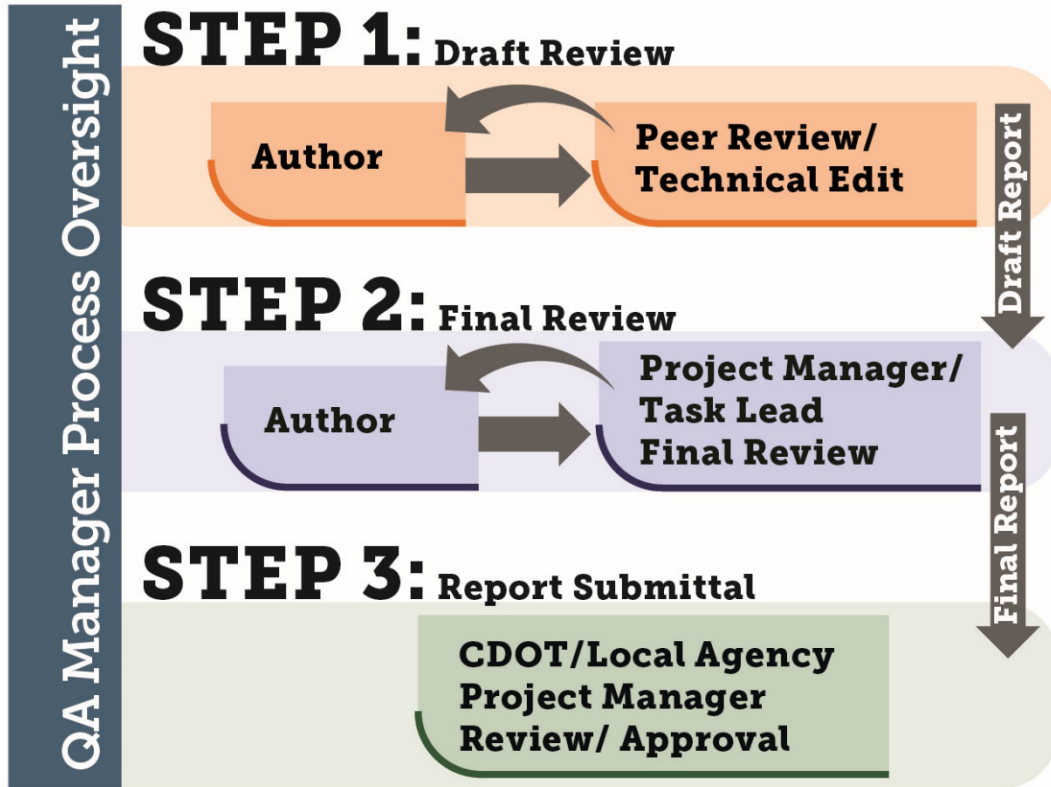 QA Manager Process Oversight
STEP 1: Draft Review
Author
Peer Review/
Technical Edit
Draft Report
STEP 2: Final Review
Author
Project Manager/
Task Lead
Final Review
Final Report
STEP 3: Report Submittal
CDOT/Local Agency
Project Manager
Review/ Approval